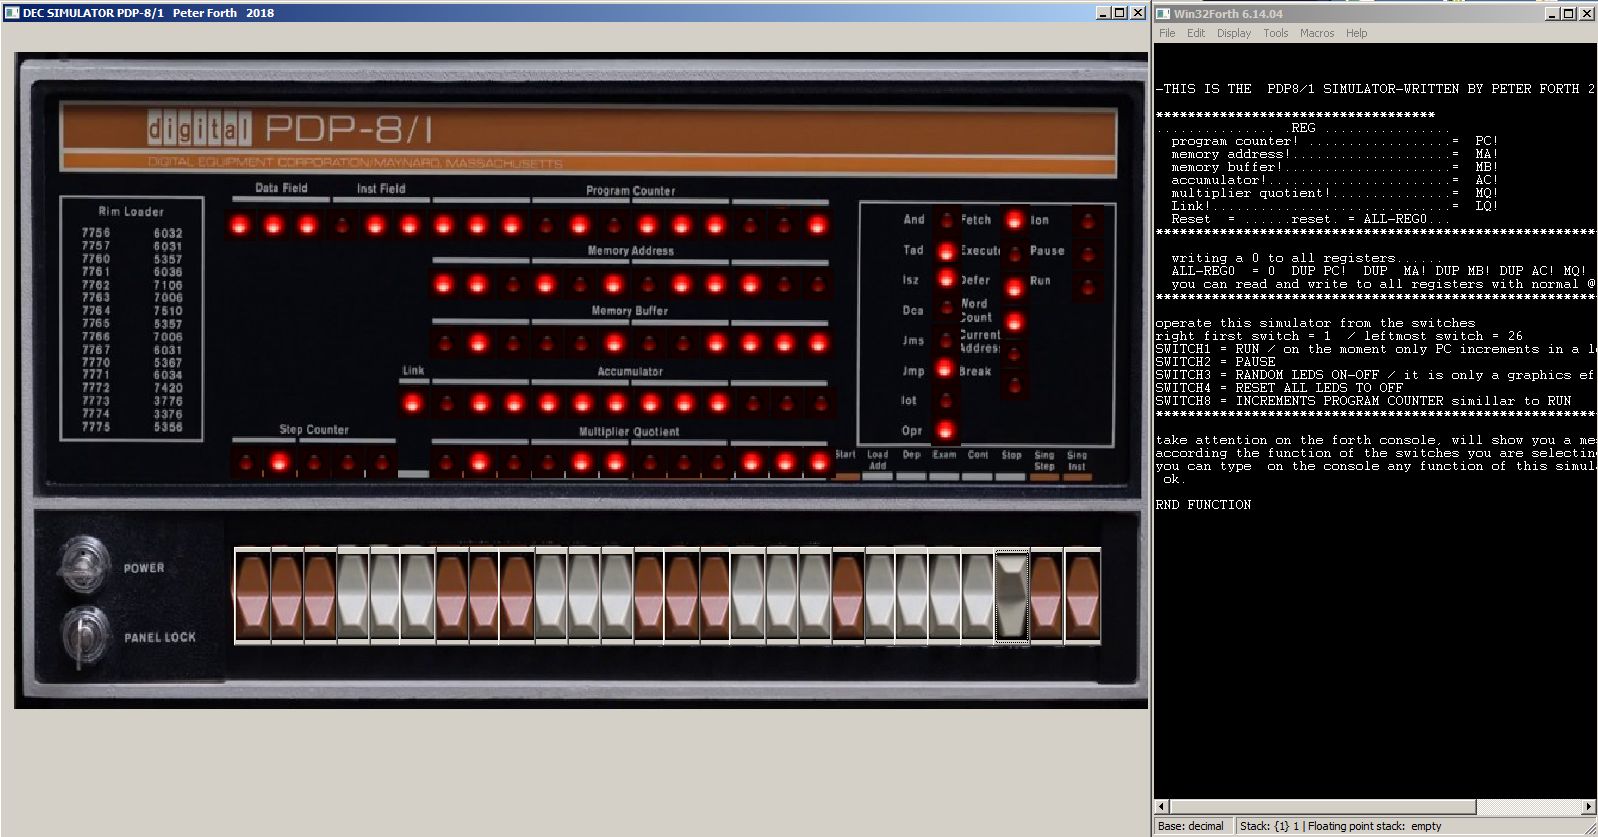 DEC SIMULATOR PDP-8/1 Peter Forth 2018
digital PDP-8/I
DIGITAL EQUIPMENT CORPORATION/MAYNARD, MASSACHUSETTS
Data Field Inst Field Program Counter
Rim Loader
7756 6032
7757 6031
7760 5357
7761 6036
7762 7106
7763 7006
7764 7510
7765 5357
7766 7006
7767 6031
7770 5367
7771 6034
7772 7420
7773 3776
7774 3376
7775 5356
Memory Address
Memory Buffer
Link Accumulator
Step Counter Multiplier Quotient
And Fetch Ion
Tad Execute Pause
Isz Defer Run
Dca Word Count
Jms Current Address
Jmp Break
Iot
Opr
Start Load Add Dep Exam Cont Stop Sing Step Sing Inst
POWER
PANEL LOCK
Win32Forth 6.14.04
File Edit Display Tools Macros Help
-THIS IS THE PDP8/1 SIMULATOR-WRITTEN BY PETER FORTH 2
***********************************
.................REG ................
program counter! ..................= PC!
memory address!....................= MA!
memory buffer!.....................= MB!
accumulator!.......................= AC!
multiplier quotient!...............= MQ!
Link!..............................= LQ!
Reset = ......reset. = ALL-REG0...
********************************************************
writing a 0 to all registers......
ALL-REG0 = 0 DUP PC! DUP MA! DUP MB! DUP AC! MQ!
you can read and write to all registers with normal @
********************************************************
operate this simulator from the switches
right first switch = 1 / leftmost switch = 26
SWITCH1 = RUN / on the moment only PC increments in a l
SWITCH2 = PAUSE
SWITCH3 = RANDOM LEDS ON-OFF / it is only a graphics ef
SWITCH4 = RESET ALL LEDS TO OFF
SWITCH8 = INCREMENTS PROGRAM COUNTER simillar to RUN
********************************************************
take attention on the forth console, will show you a me
according the function of the switches you are selectin
you can type on the console any function of this simul
ok.
RND FUNCTION
Base: decimal Stack: {1} 1 | Floating point stack: empty